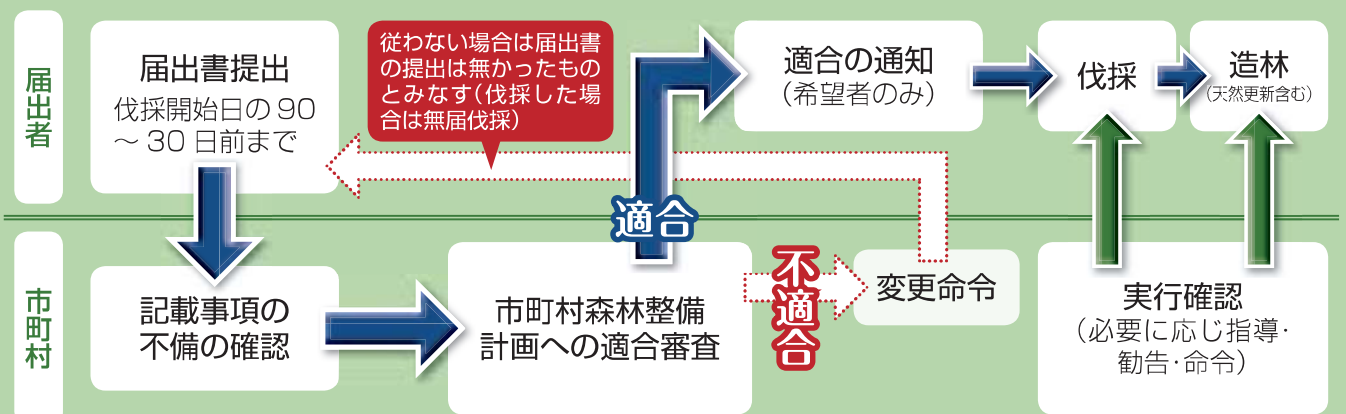 届出者
届出書提出
伐採開始日の90
～30日前まで
従わない場合は届出書
の提出は無かったもの
とみなす(伐採した場
合は無届伐採)
適合の通知
(希望者のみ)
伐採
造林
(天然更新含む)
適合
市町村
記載事項の
不備の確認
市町村森林整備
計画への適合審査
不適合
変更命令
実行確認
(必要に応じ指導・
勧告・命令)